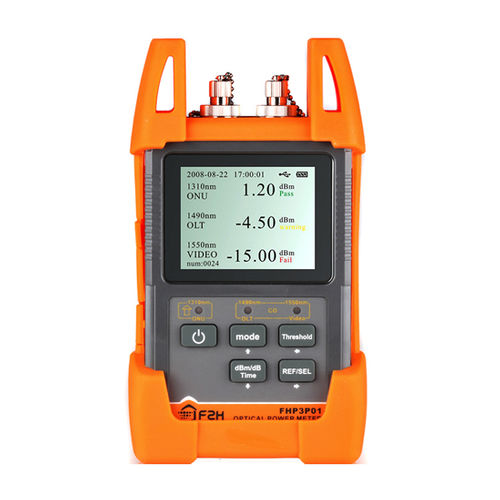 2008-08-22 17:00:01
1310nm 1.20 dBm
ONU Pass
1490nm -4.50 dBm
OLT warning
1550nm -15.00 dBm
VIDEO Fail
num:0024
1310nm 1490nm 1550nm
CD
ONU OLT Video
mode Threshold
dBm/dB REF/SEL
Time
F2H FHP3P01
OPTICAL POWER METER